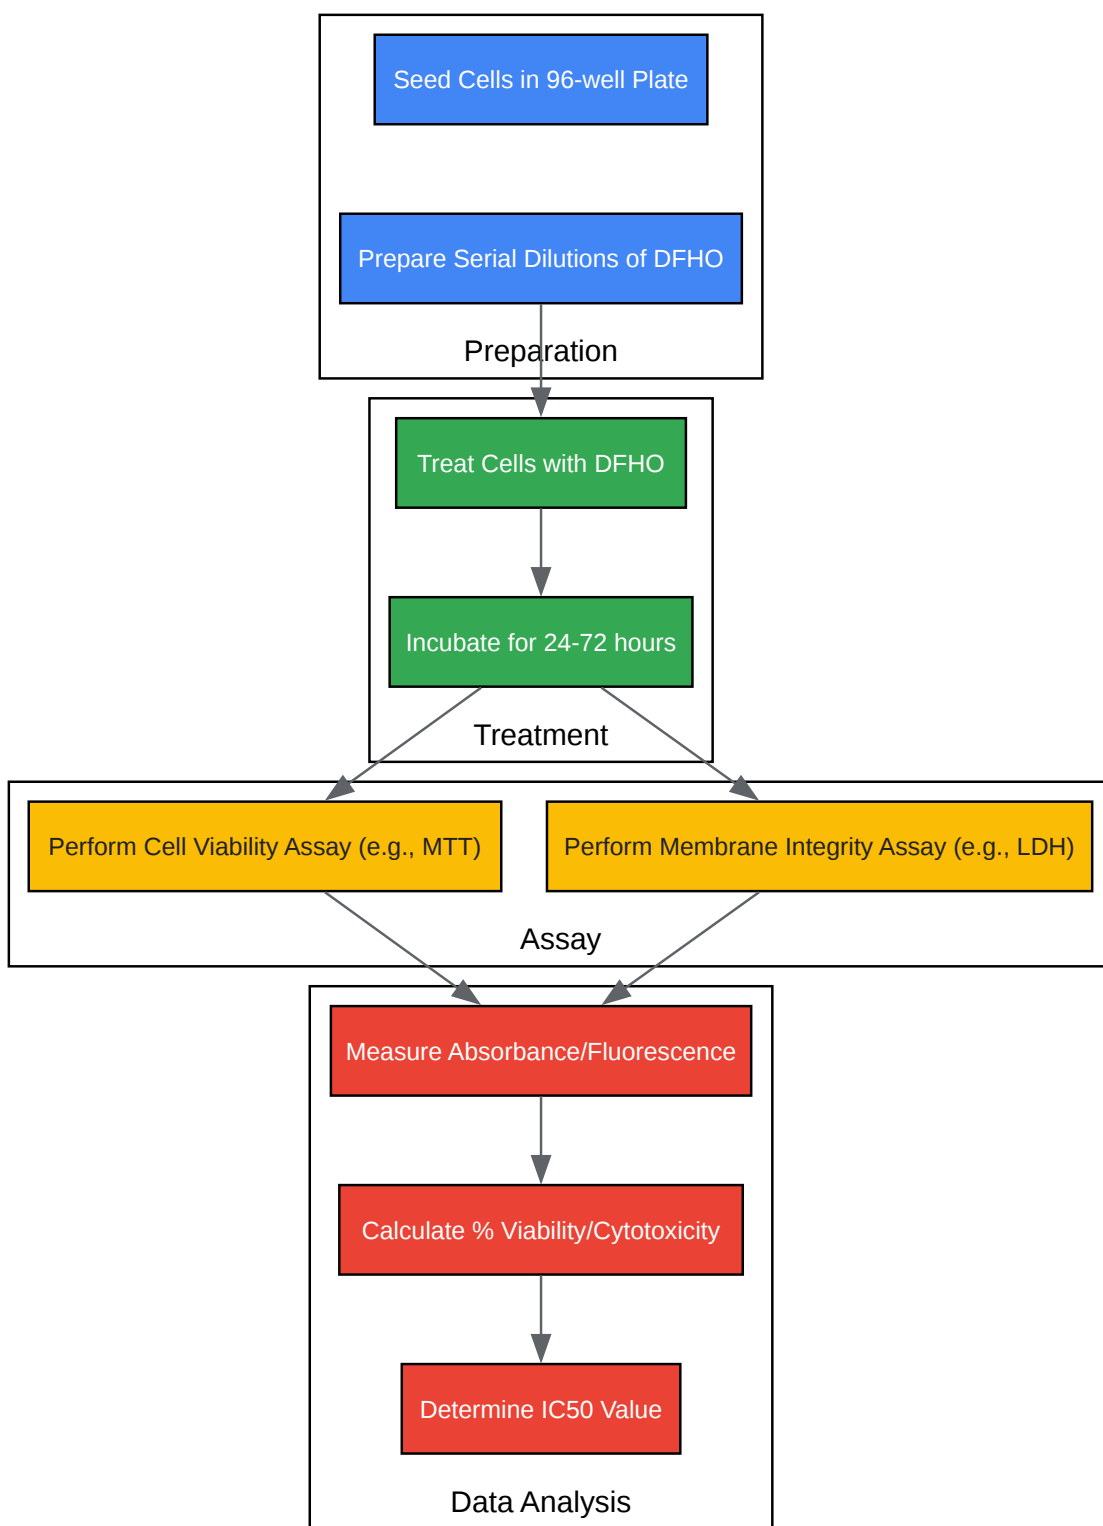 Seed Cells in 96-well Plate
Prepare Serial Dilutions of DFHO
Preparation
Treat Cells with DFHO
Incubate for 24-72 hours
Treatment
Perform Cell Viability Assay (e.g., MTT)
Perform Membrane Integrity Assay (e.g., LDH)
Assay
Measure Absorbance/Fluorescence
Calculate % Viability/Cytotoxicity
Determine IC50 Value
Data Analysis